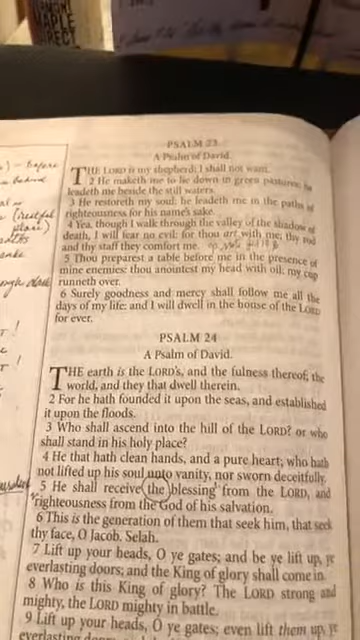 MAPLE
DIRECT
before
behind
(restful
place)
PSALM 23
A Psalm of David.
THE LORD is my shepherd; I shall not want.
2 He maketh me to lie down in green pastures: he
leadeth me beside the still waters.
3 He restoreth my soul: he leadeth me in the paths of
righteousness for his name's sake.
4 Yea, though I walk through the valley of the shadow of
death, I will fear no evil: for thou art with me; thy rod
and thy staff they comfort me.
5 Thou preparest a table before me in the presence of
mine enemies: thou anointest my head with oil; my cup
runneth over.
6 Surely goodness and mercy shall follow me all the
days of my life: and I will dwell in the house of the LORD
for ever.
PSALM 24
A Psalm of David.
THE earth is the LORD'S, and the fulness thereof; the
world, and they that dwell therein.
2 For he hath founded it upon the seas, and established
it upon the floods.
3 Who shall ascend into the hill of the LORD? or who
shall stand in his holy place?
4 He that hath clean hands, and a pure heart; who hath
not lifted up his soul unto vanity, nor sworn deceitfully.
5 He shall receive the blessing from the LORD, and
righteousness from the God of his salvation.
6 This is the generation of them that seek him, that seek
thy face, O Jacob. Selah.
7 Lift up your heads, O ye gates; and be ye lift up, ye
everlasting doors; and the King of glory shall come in.
8 Who is this King of glory? The LORD strong and
mighty, the LORD mighty in battle.
9 Lift up your heads, O ye gates; even lift them up, ye
everlasting doors